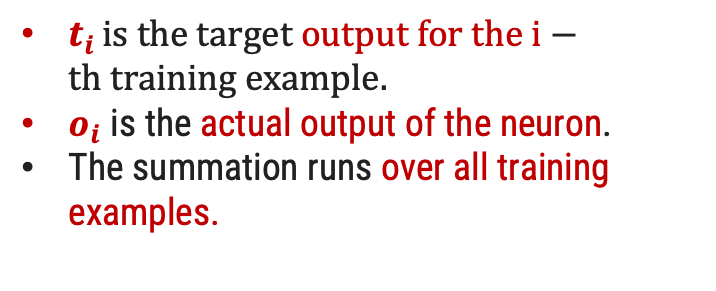 • tᵢ is the target output for the i −
th training example.
• oᵢ is the actual output of the neuron.
• The summation runs over all training
examples.